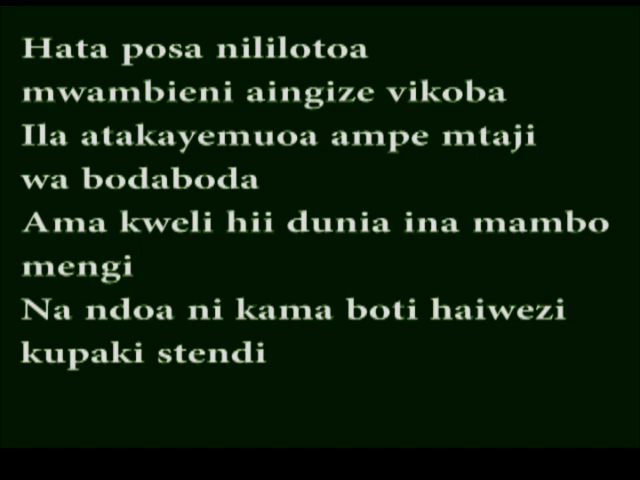 Hata posa nililotoa
mwambieni aingize vikoba
Ila atakayemuoa ampe mtaji
wa bodaboda
Ama kweli hii dunia ina mambo
mengi
Na ndoa ni kama boti haiwezi
kupaki stendi